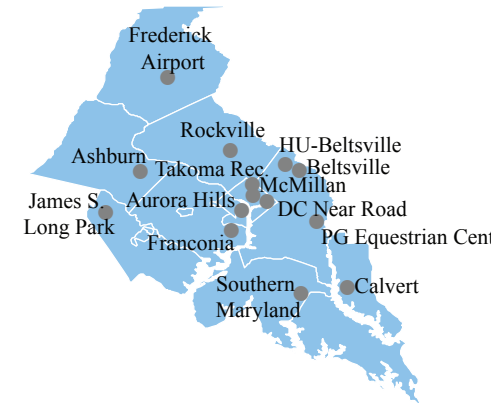 Frederick
Airport
Rockville
HU-Beltsville
Ashburn
Takoma Rec.
Beltsville
McMillan
James S.
Long Park
Aurora Hills
DC Near Road
Franconia
PG Equestrian Cent
Southern
Maryland
Calvert